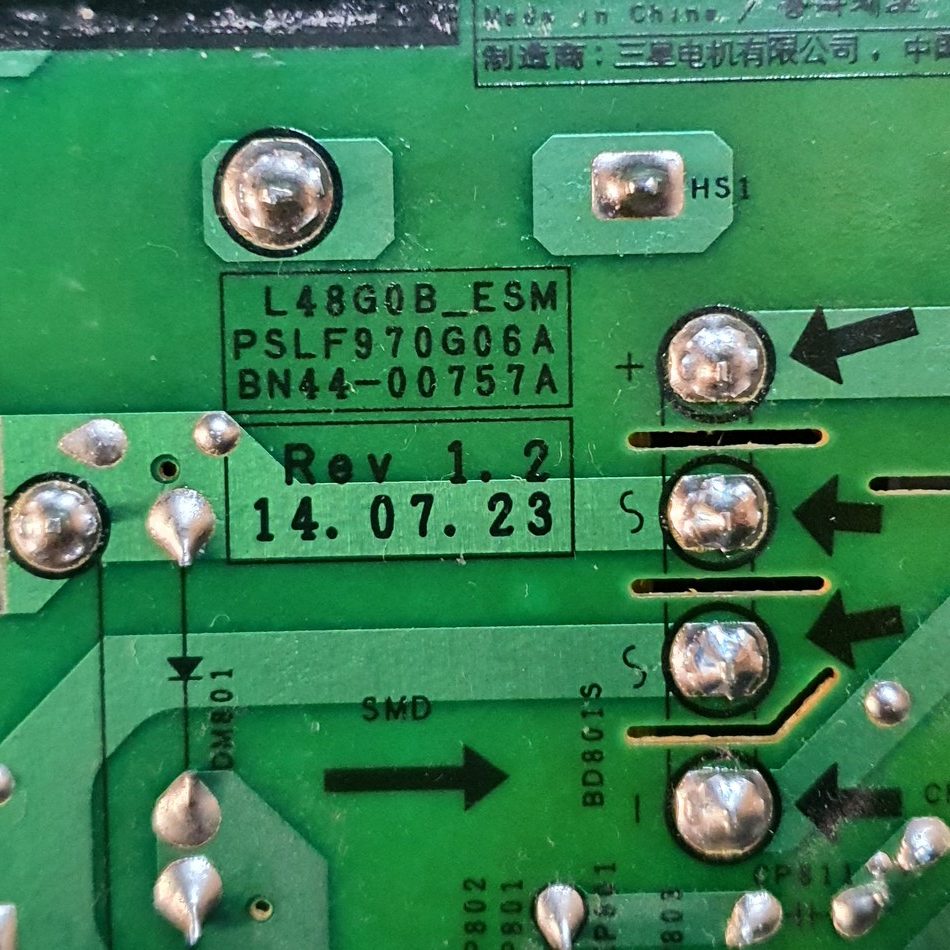 Made in China /
制造商：三星电机有限公司，中国
HS1
L48G0B_ESM
PSLF970G06A
BN44-00757A
+
Rev 1.2
14.07.23
S
S
DM801
SMD
BD801S
-
CP811